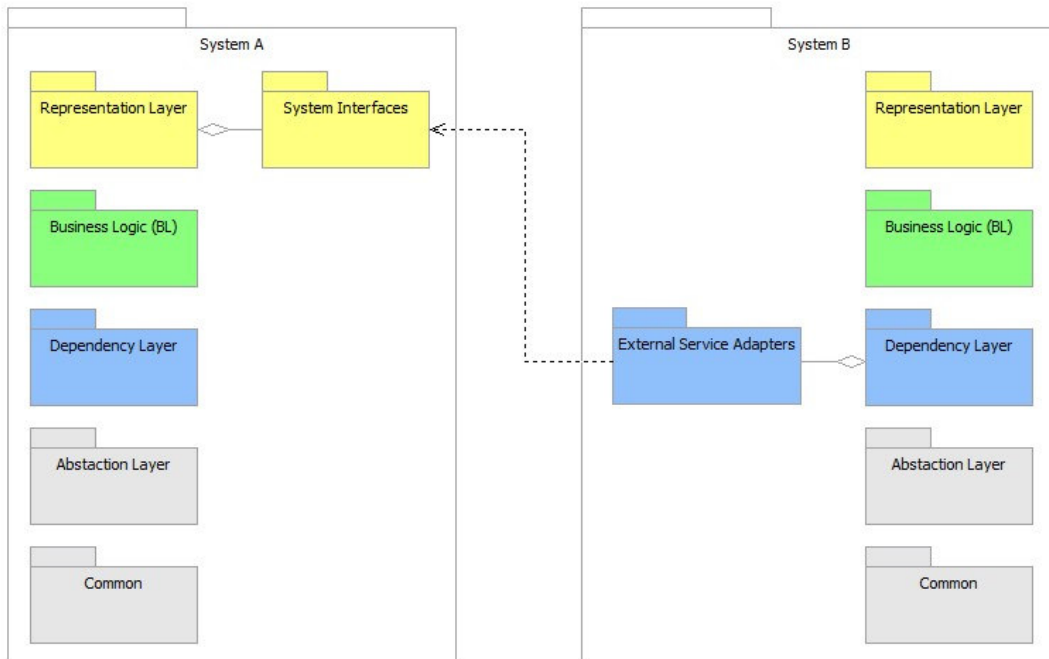 System A
Representation Layer
System Interfaces
Business Logic (BL)
Dependency Layer
Abstaction Layer
Common
System B
Representation Layer
Business Logic (BL)
External Service Adapters
Dependency Layer
Abstaction Layer
Common